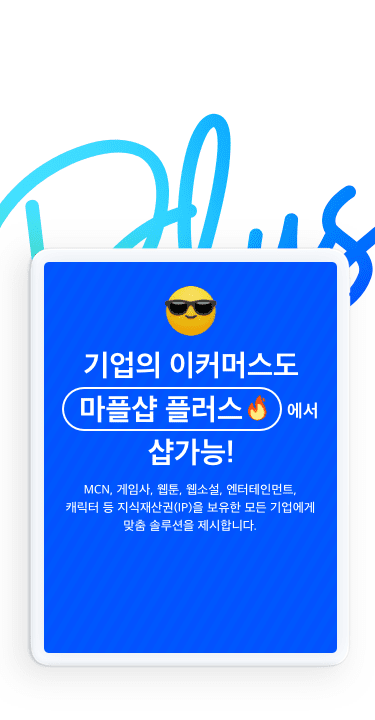 Plus
기업의 이커머스도
마플샵 플러스🔥 에서
샵가능!
MCN, 게임사, 웹툰, 웹소설, 엔터테인먼트,
캐릭터 등 지식재산권(IP)을 보유한 모든 기업에게
맞춤 솔루션을 제시합니다.